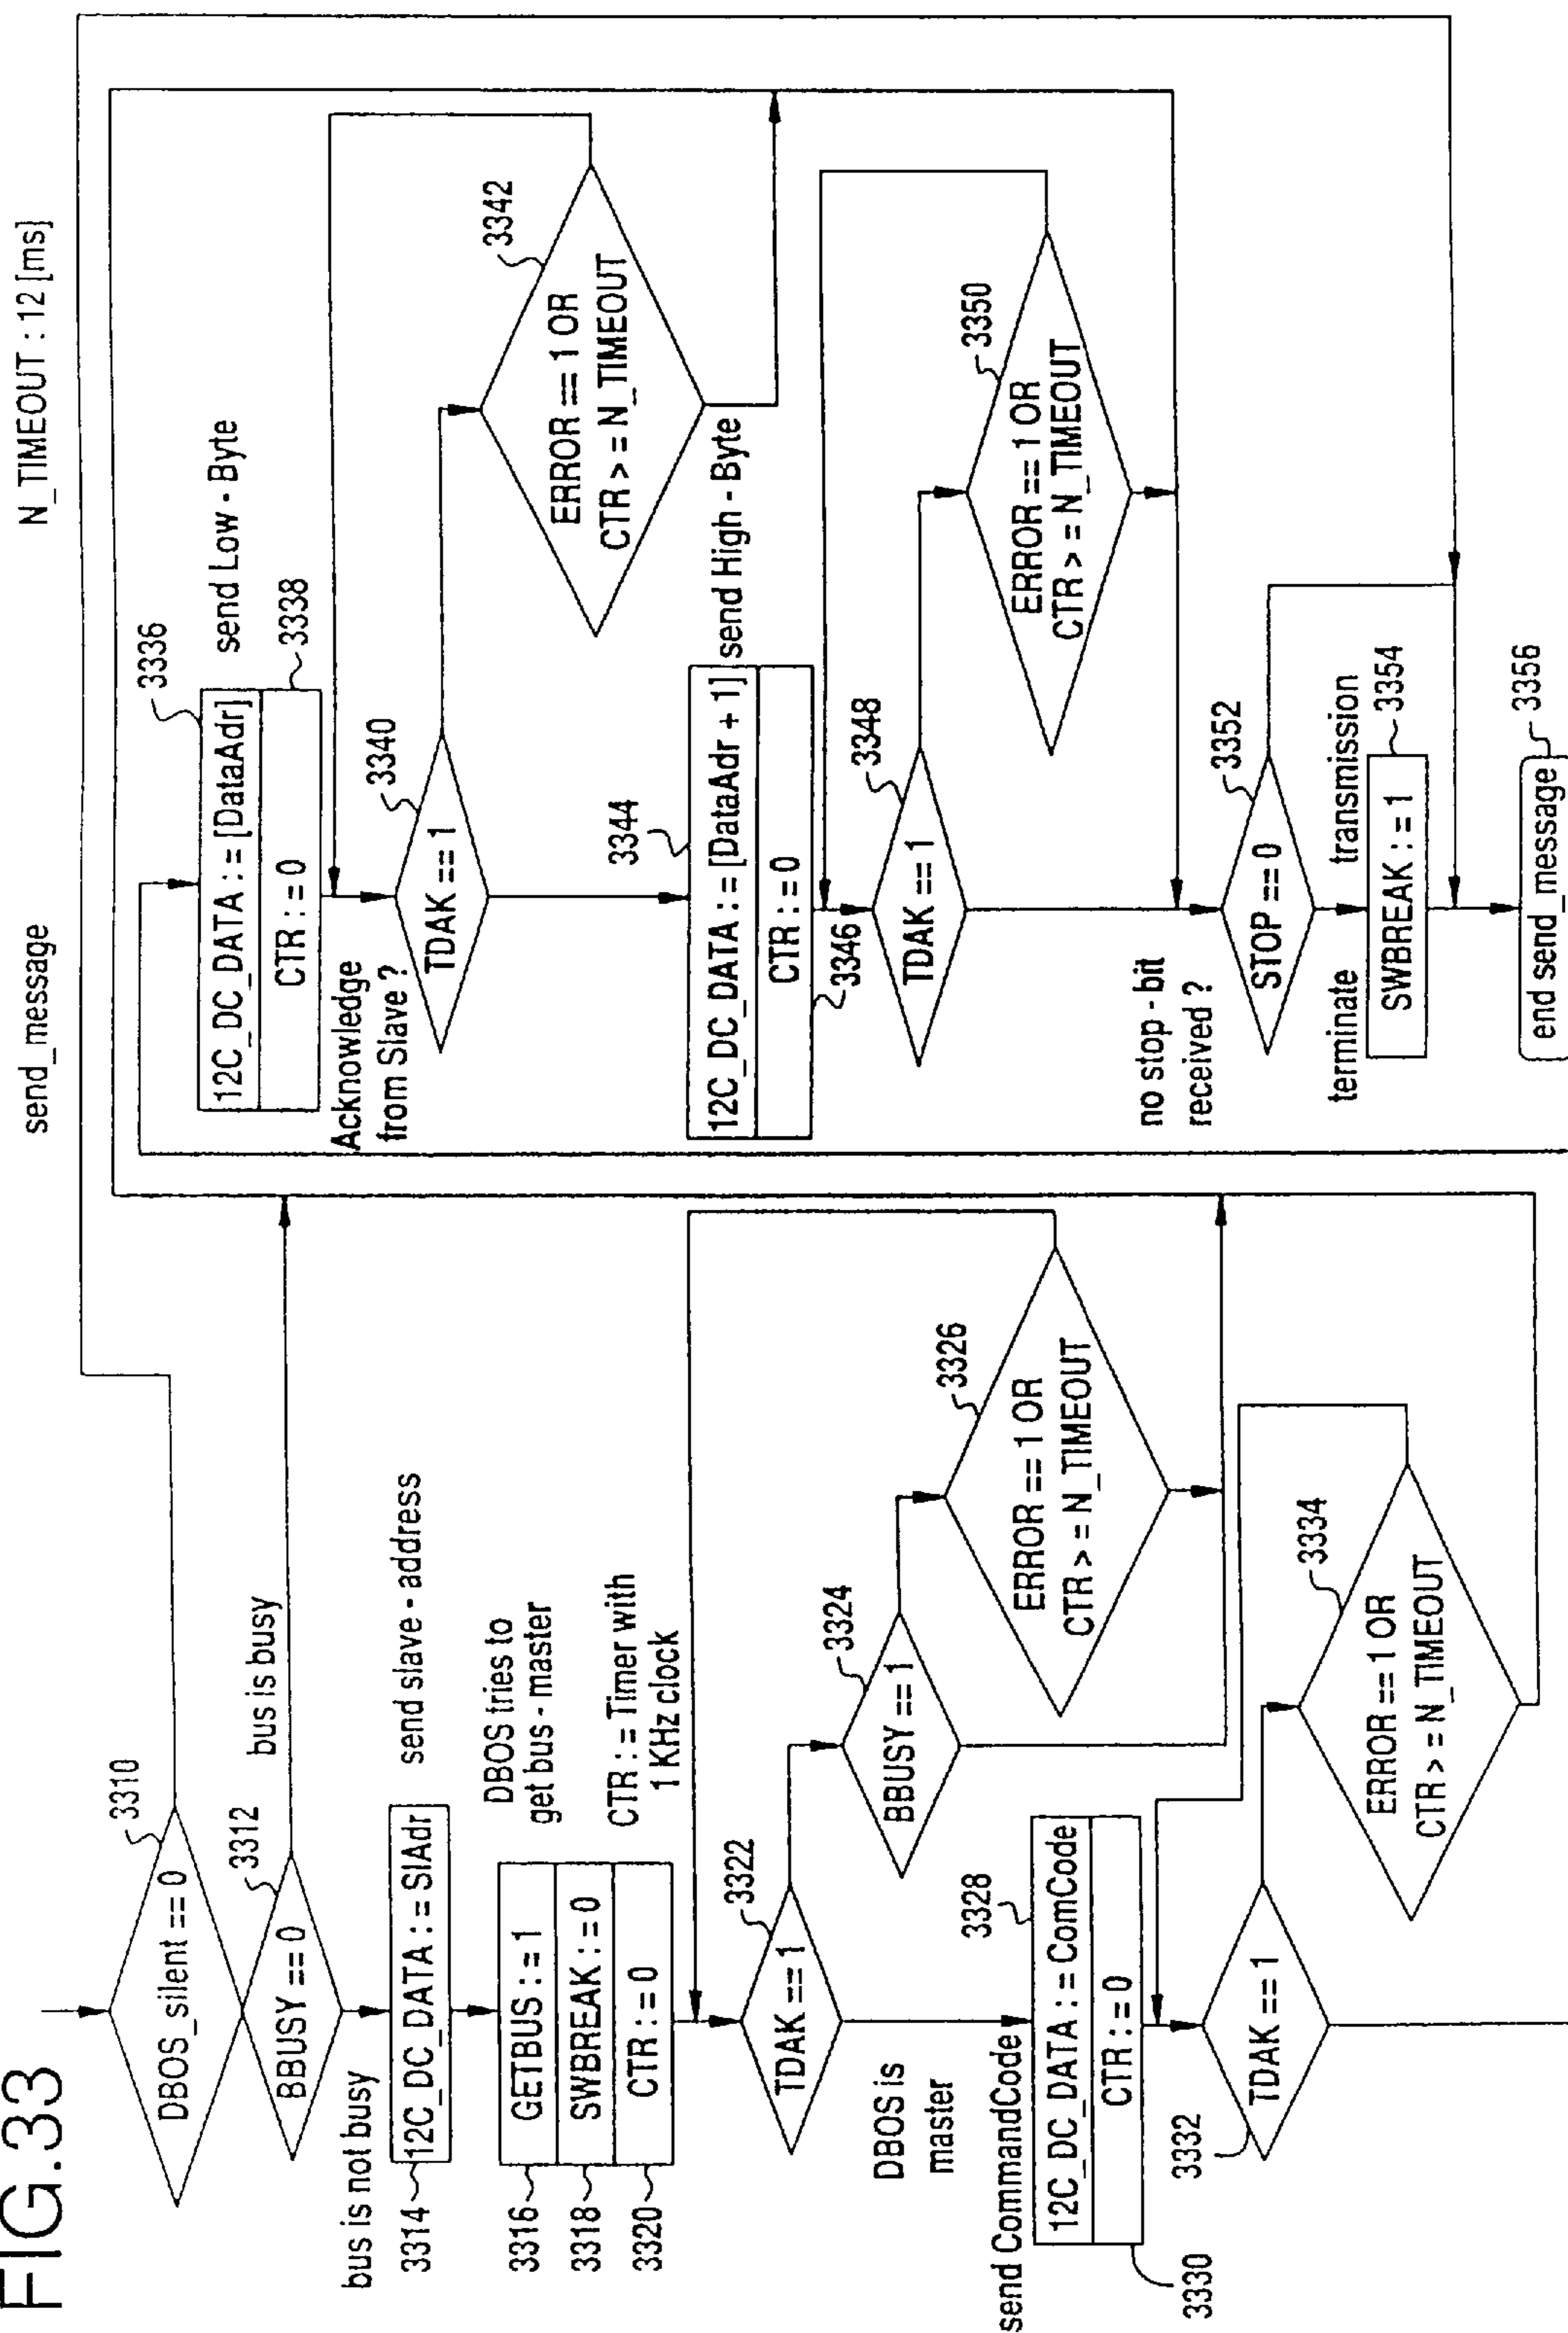 FIG.33
send_message
N_TIMEOUT : 12 [ms]
DBOS_silent == 0
3310
BBUSY == 0
3312
bus is busy
bus is not busy
12C_DC_DATA := SlAdr
3314
send slave - address
GETBUS := 1
3316
SWBREAK := 0
3318
CTR := 0
3320
DBOS tries to
get bus - master
CTR := Timer with
1 KHz clock
TDAK == 1
3322
BBUSY == 1
3324
ERROR == 1 OR
CTR > = N_TIMEOUT
3326
DBOS is
master
send CommandCode
12C_DC_DATA := ComCode
3328
CTR := 0
3330
TDAK == 1
3332
ERROR == 1 OR
CTR > = N_TIMEOUT
3334
12C_DC_DATA := [DataAdr]
3336
send Low - Byte
CTR := 0
3338
Acknowledge
from Slave ?
TDAK == 1
3340
ERROR == 1 OR
CTR > = N_TIMEOUT
3342
12C_DC_DATA := [DataAdr + 1]
3344
send High - Byte
CTR := 0
3346
TDAK == 1
3348
ERROR == 1 OR
CTR > = N_TIMEOUT
3350
no stop - bit
received ?
STOP == 0
3352
terminate transmission
SWBREAK := 1
3354
end send_message
3356